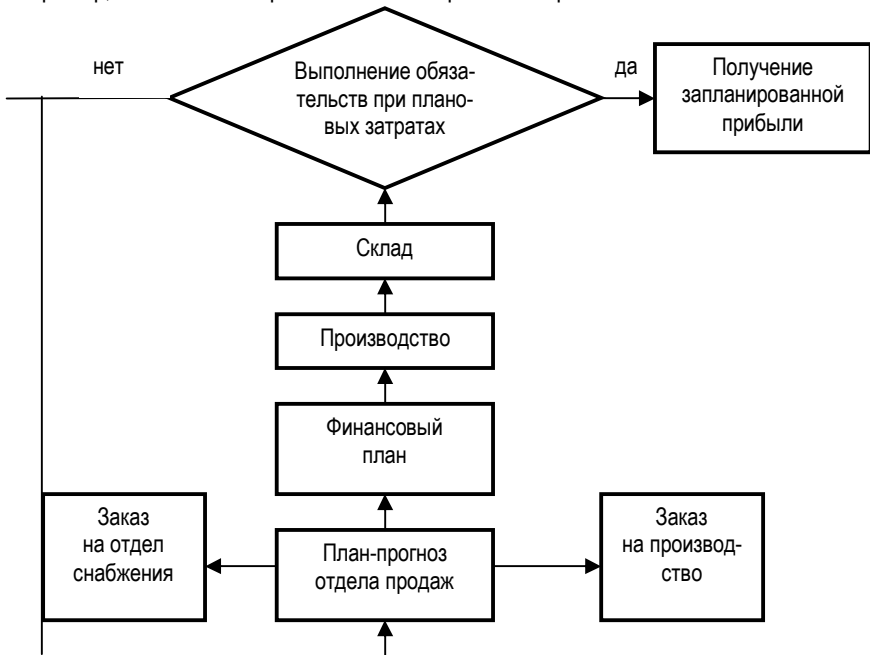 нет
да
Выполнение обяза-
тельств при плано-
вых затратах
Получение
запланированной
прибыли
Склад
Производство
Финансовый
план
Заказ
на отдел
снабжения
План-прогноз
отдела продаж
Заказ
на производ-
ство